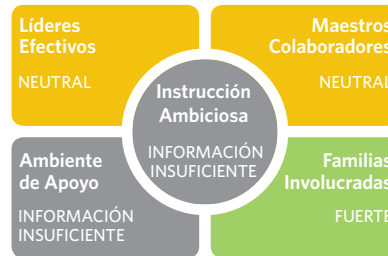 Líderes
Efectivos
NEUTRAL
Maestros
Colaboradores
NEUTRAL
Instrucción
Ambiciosa
INFORMACIÓN
INSUFICIENTE
Ambiente
de Apoyo
INFORMACIÓN
INSUFICIENTE
Familias
Involucradas
FUERTE